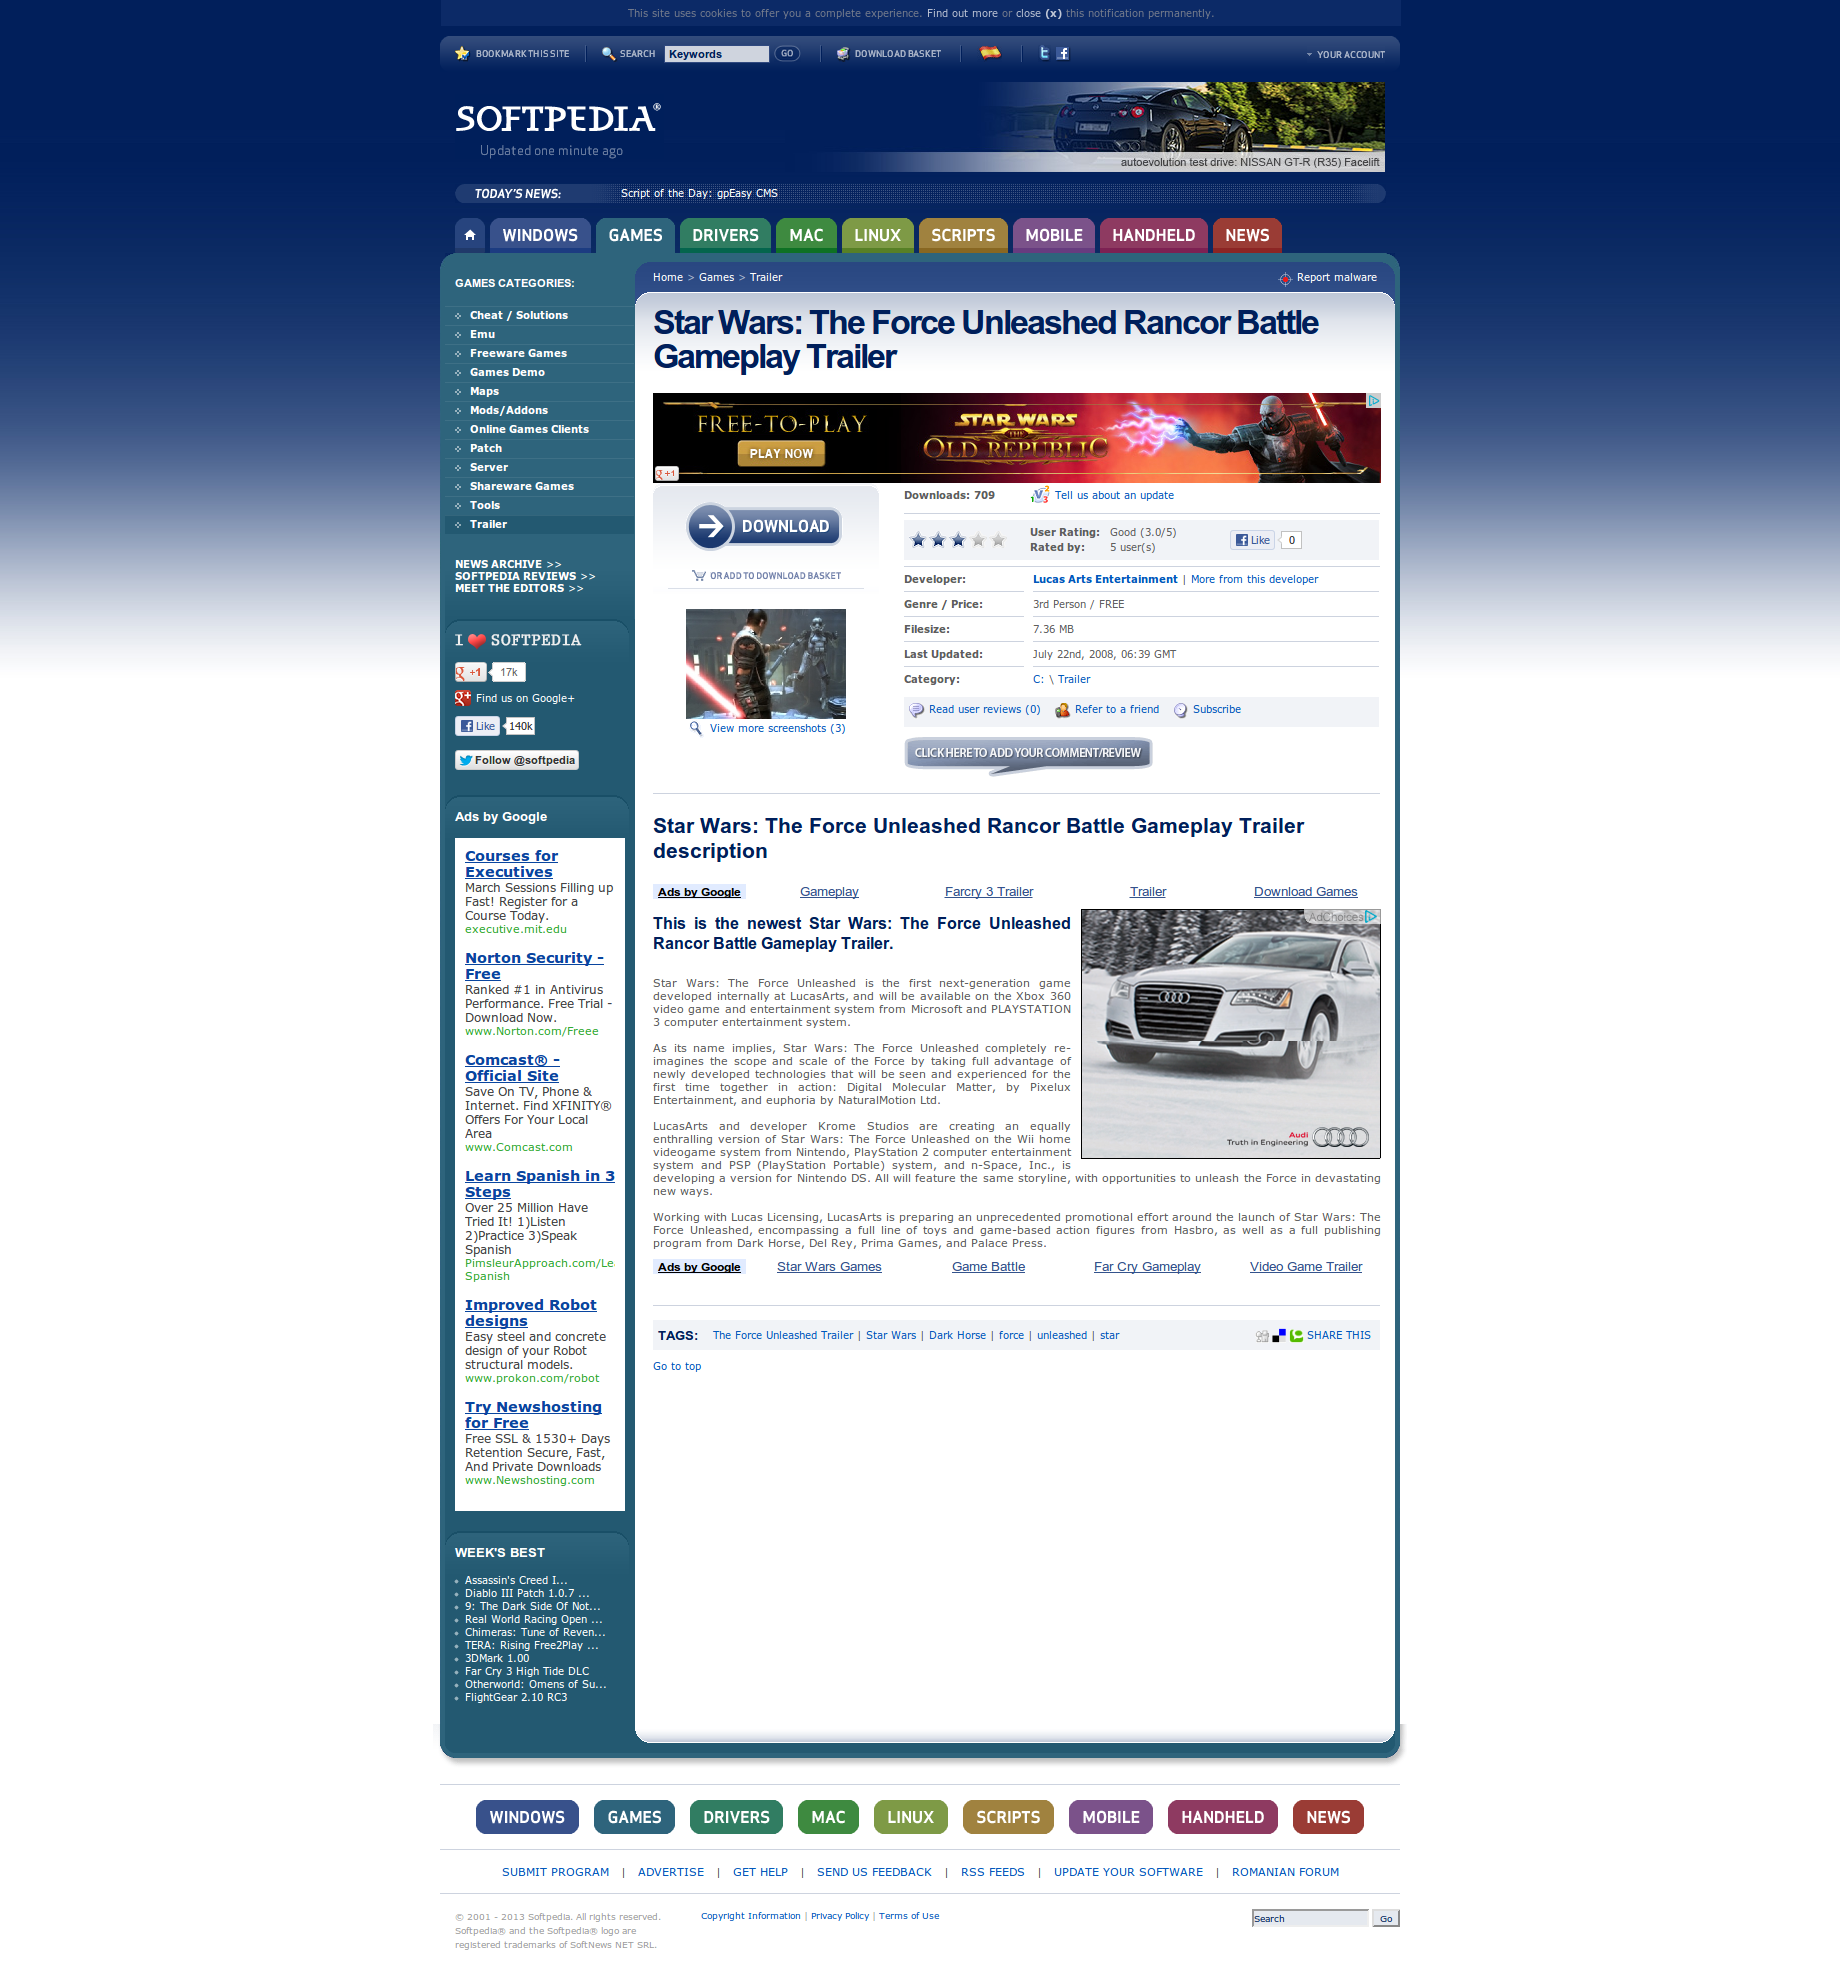 This site uses cookies to offer you a complete experience. Find out more or close (x) this notification permanently.
BOOKMARK THIS SITE
SEARCH
Keywords
GO
DOWNLOAD BASKET
YOUR ACCOUNT
SOFTPEDIA®
Updated one minute ago
autoevolution test drive: NISSAN GT-R (R35) Facelift
TODAY'S NEWS:
Script of the Day: gpEasy CMS
WINDOWS
GAMES
DRIVERS
MAC
LINUX
SCRIPTS
MOBILE
HANDHELD
NEWS
GAMES CATEGORIES:
Cheat / Solutions
Emu
Freeware Games
Games Demo
Maps
Mods/Addons
Online Games Clients
Patch
Server
Shareware Games
Tools
Trailer
NEWS ARCHIVE >>
SOFTPEDIA REVIEWS >>
MEET THE EDITORS >>
I SOFTPEDIA
g +1 17k
g+ Find us on Google+
Like 140k
Follow @softpedia
Ads by Google
Courses for
Executives
March Sessions Filling up
Fast! Register for a
Course Today.
executive.mit.edu
Norton Security -
Free
Ranked #1 in Antivirus
Performance. Free Trial -
Download Now.
www.Norton.com/Freee
Comcast® -
Official Site
Save On TV, Phone &
Internet. Find XFINITY®
Offers For Your Local
Area
www.Comcast.com
Learn Spanish in 3
Steps
Over 25 Million Have
Tried It! 1)Listen
2)Practice 3)Speak
Spanish
PimsleurApproach.com/Le
Spanish
Improved Robot
designs
Easy steel and concrete
design of your Robot
structural models.
www.prokon.com/robot
Try Newshosting
for Free
Free SSL & 1530+ Days
Retention Secure, Fast,
And Private Downloads
www.Newshosting.com
WEEK'S BEST
Assassin's Creed I...
Diablo III Patch 1.0.7 ...
9: The Dark Side Of Not...
Real World Racing Open ...
Chimeras: Tune of Reven...
TERA: Rising Free2Play ...
3DMark 1.00
Far Cry 3 High Tide DLC
Otherworld: Omens of Su...
FlightGear 2.10 RC3
Home > Games > Trailer
Report malware
Star Wars: The Force Unleashed Rancor Battle
Gameplay Trailer
FREE-TO-PLAY
PLAY NOW
STAR WARS
THE
OLD REPUBLIC
g +1
DOWNLOAD
OR ADD TO DOWNLOAD BASKET
View more screenshots (3)
Downloads: 709
Tell us about an update
User Rating: Good (3.0/5)
Rated by: 5 user(s)
Like 0
Developer: Lucas Arts Entertainment | More from this developer
Genre / Price: 3rd Person / FREE
Filesize: 7.36 MB
Last Updated: July 22nd, 2008, 06:39 GMT
Category: C: \ Trailer
Read user reviews (0)
Refer to a friend
Subscribe
CLICK HERE TO ADD YOUR COMMENT/REVIEW
Star Wars: The Force Unleashed Rancor Battle Gameplay Trailer
description
Ads by Google Gameplay Farcry 3 Trailer Trailer Download Games
This is the newest Star Wars: The Force Unleashed
Rancor Battle Gameplay Trailer.
AdChoices
Audi
Truth in Engineering
Star Wars: The Force Unleashed is the first next-generation game
developed internally at LucasArts, and will be available on the Xbox 360
video game and entertainment system from Microsoft and PLAYSTATION
3 computer entertainment system.
As its name implies, Star Wars: The Force Unleashed completely re-
imagines the scope and scale of the Force by taking full advantage of
newly developed technologies that will be seen and experienced for the
first time together in action: Digital Molecular Matter, by Pixelux
Entertainment, and euphoria by NaturalMotion Ltd.
LucasArts and developer Krome Studios are creating an equally
enthralling version of Star Wars: The Force Unleashed on the Wii home
videogame system from Nintendo, PlayStation 2 computer entertainment
system and PSP (PlayStation Portable) system, and n-Space, Inc., is
developing a version for Nintendo DS. All will feature the same storyline, with opportunities to unleash the Force in devastating
new ways.
Working with Lucas Licensing, LucasArts is preparing an unprecedented promotional effort around the launch of Star Wars: The
Force Unleashed, encompassing a full line of toys and game-based action figures from Hasbro, as well as a full publishing
program from Dark Horse, Del Rey, Prima Games, and Palace Press.
Ads by Google Star Wars Games Game Battle Far Cry Gameplay Video Game Trailer
TAGS: The Force Unleashed Trailer | Star Wars | Dark Horse | force | unleashed | star
SHARE THIS
Go to top
WINDOWS
GAMES
DRIVERS
MAC
LINUX
SCRIPTS
MOBILE
HANDHELD
NEWS
SUBMIT PROGRAM | ADVERTISE | GET HELP | SEND US FEEDBACK | RSS FEEDS | UPDATE YOUR SOFTWARE | ROMANIAN FORUM
© 2001 - 2013 Softpedia. All rights reserved.
Softpedia® and the Softpedia® logo are
registered trademarks of SoftNews NET SRL.
Copyright Information | Privacy Policy | Terms of Use
Search
Go